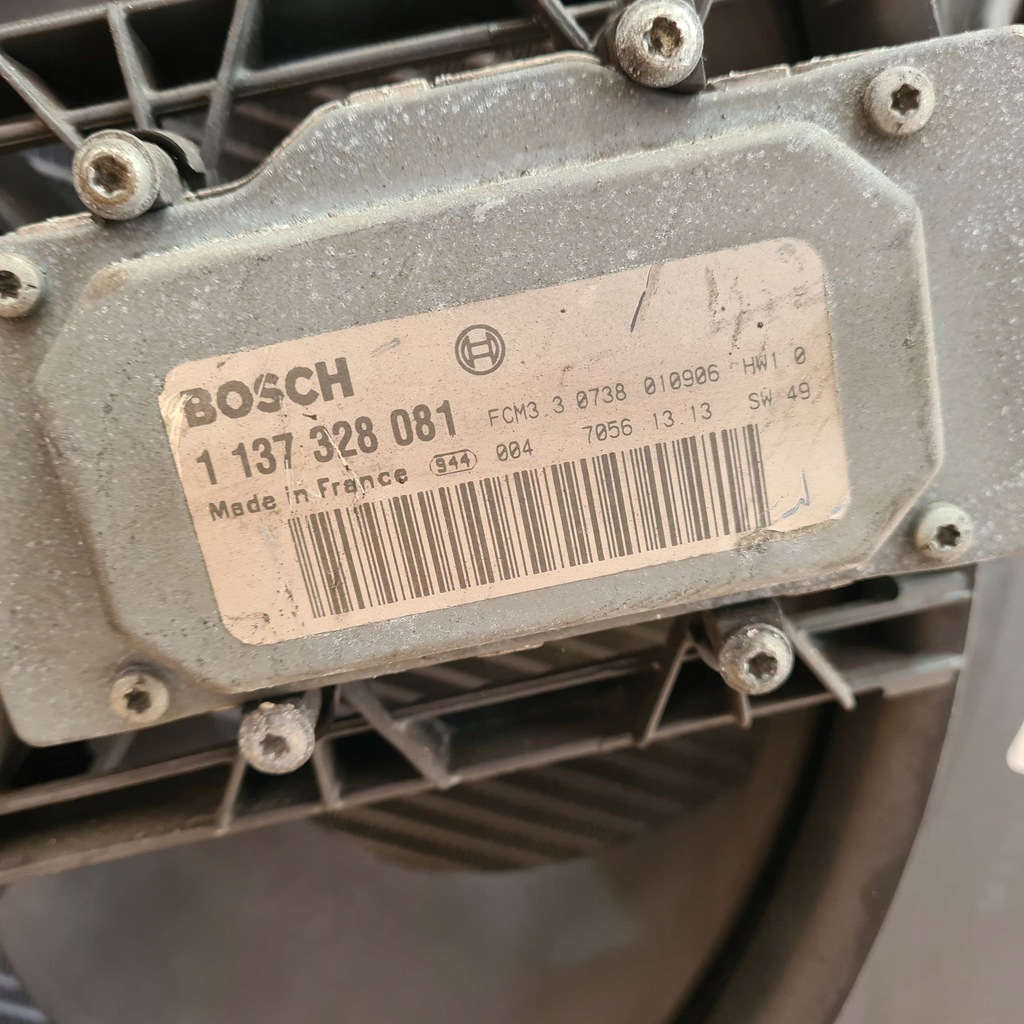 BOSCH
1 137 328 081
Made in France 944
FCM3.3 0738 010906 HW1 0
004 7056 13.13 SW 49